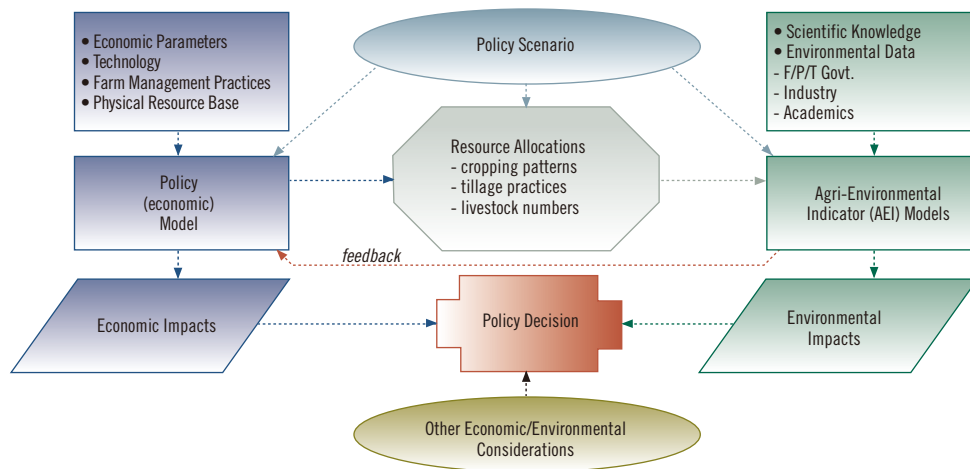 • Economic Parameters
• Technology
• Farm Management Practices
• Physical Resource Base
Policy Scenario
• Scientific Knowledge
• Environmental Data
- F/P/T Govt.
- Industry
- Academics
Policy
(economic)
Model
Resource Allocations
- cropping patterns
- tillage practices
- livestock numbers
Agri-Environmental
Indicator (AEI) Models
feedback
Economic Impacts
Policy Decision
Environmental
Impacts
Other Economic/Environmental
Considerations